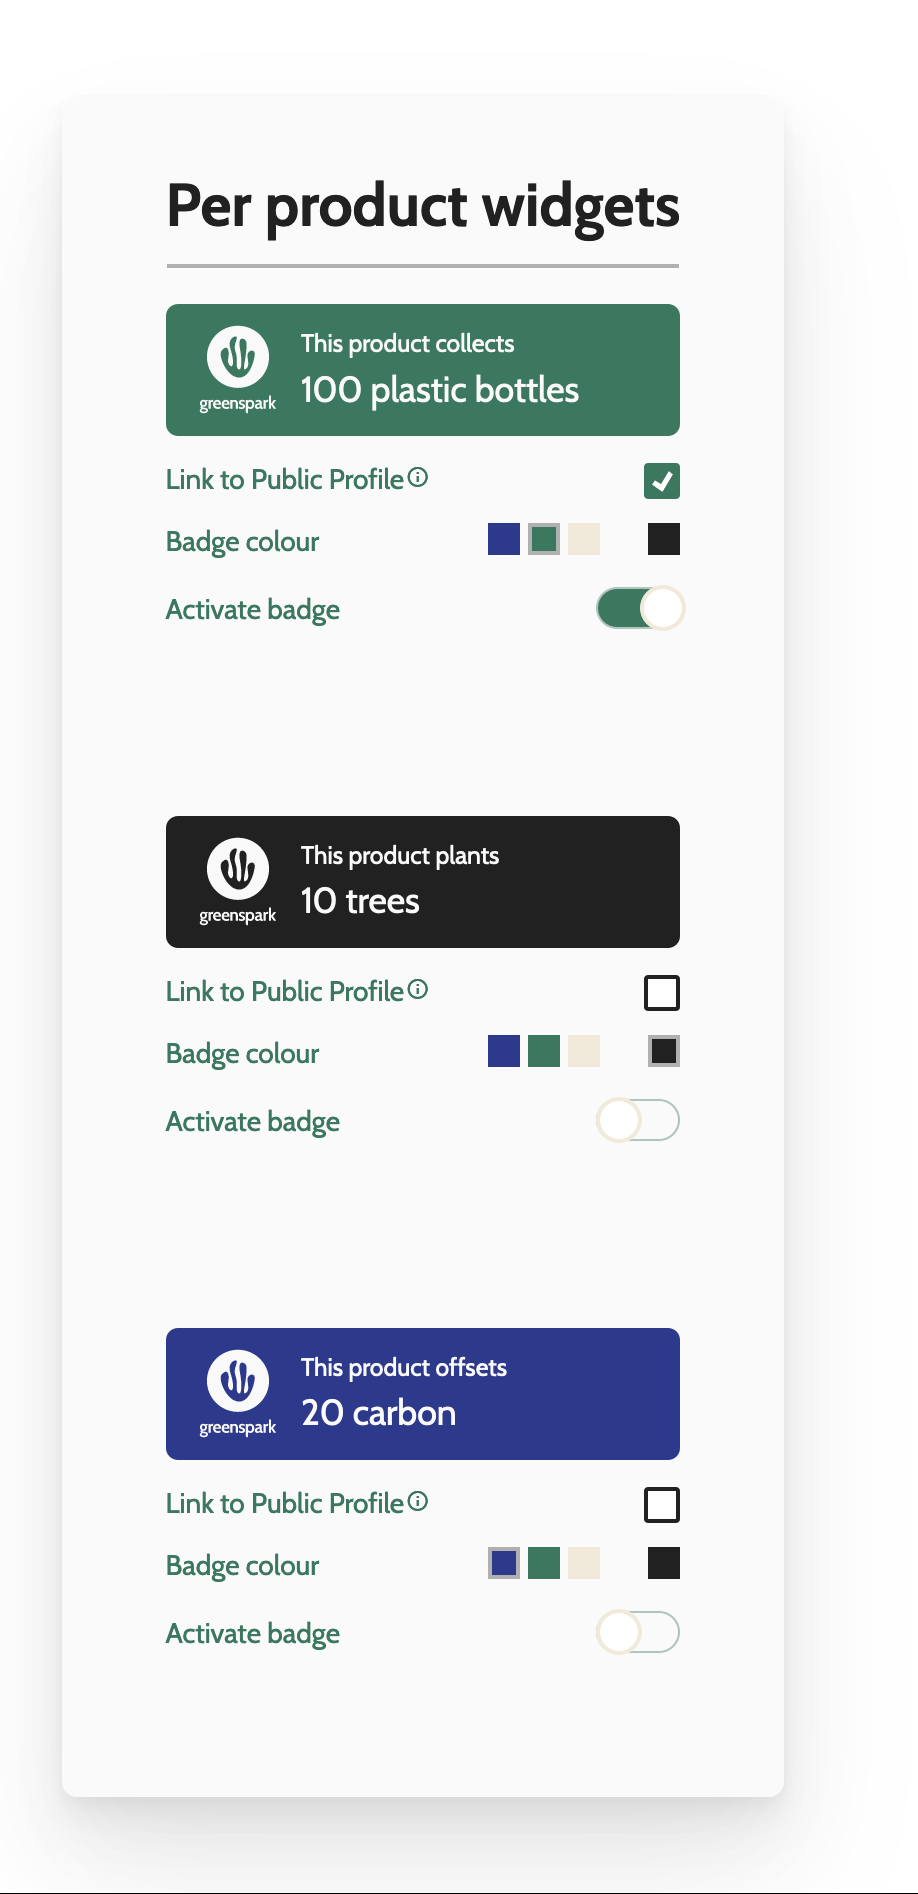 Per product widgets
This product collects
100 plastic bottles
greenspark
Link to Public Profile
Badge colour
Activate badge
This product plants
10 trees
greenspark
Link to Public Profile
Badge colour
Activate badge
This product offsets
20 carbon
greenspark
Link to Public Profile
Badge colour
Activate badge